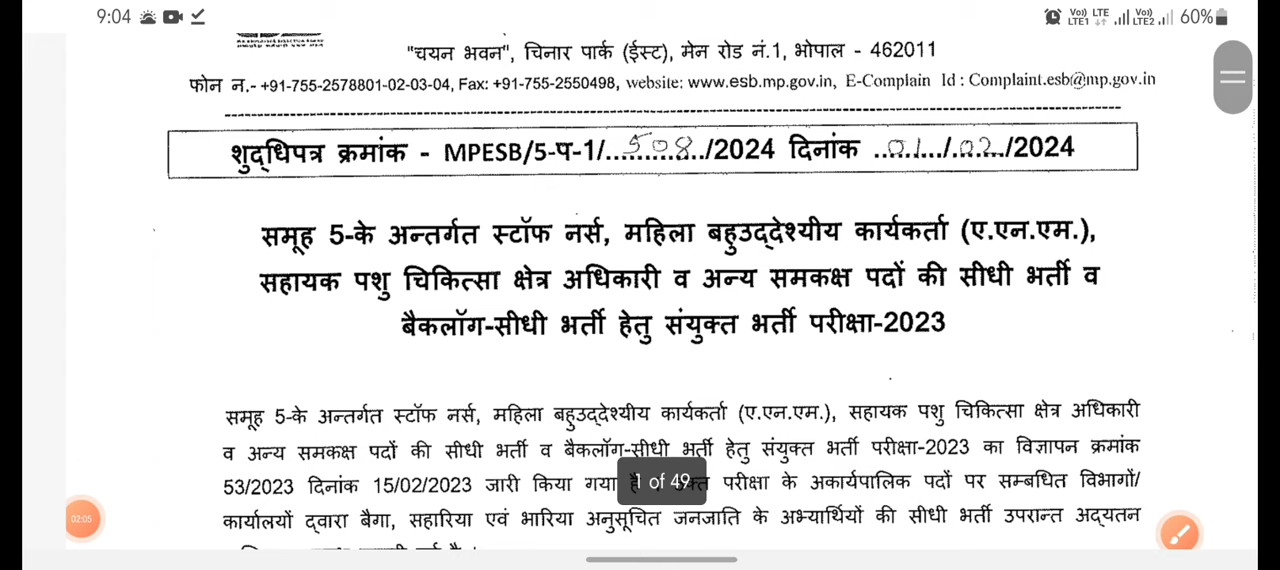 9:04
Vo) LTE Vo)
LTE1 LTE2 60%
"चयन भवन", चिनार पार्क (ईस्ट), मेन रोड नं.1, भोपाल - 462011
फोन न.- +91-755-2578801-02-03-04, Fax: +91-755-2550498, website: www.esb.mp.gov.in, E-Complain Id : Complaint.esb@mp.gov.in
शुद्धिपत्र क्रमांक - MPESB/5-प-1/...508.../2024 दिनांक ..01../..02../2024
समूह 5-के अन्तर्गत स्टॉफ नर्स, महिला बहुउद्देश्यीय कार्यकर्ता (ए.एन.एम.),
सहायक पशु चिकित्सा क्षेत्र अधिकारी व अन्य समकक्ष पदों की सीधी भर्ती व
बैकलॉग-सीधी भर्ती हेतु संयुक्त भर्ती परीक्षा-2023
समूह 5-के अन्तर्गत स्टॉफ नर्स, महिला बहुउद्देश्यीय कार्यकर्ता (ए.एन.एम.), सहायक पशु चिकित्सा क्षेत्र अधिकारी
व अन्य समकक्ष पदों की सीधी भर्ती व बैकलॉग-सीधी भर्ती हेतु संयुक्त भर्ती परीक्षा-2023 का विज्ञापन क्रमांक
53/2023 दिनांक 15/02/2023 जारी किया गया 1 of 49 परीक्षा के अकार्यपालिक पदों पर सम्बधित विभागों/
02:05
कार्यालयों द्वारा बैगा, सहारिया एवं भारिया अनुसूचित जनजाति के अभ्यार्थियों की सीधी भर्ती उपरान्त अद्यतन